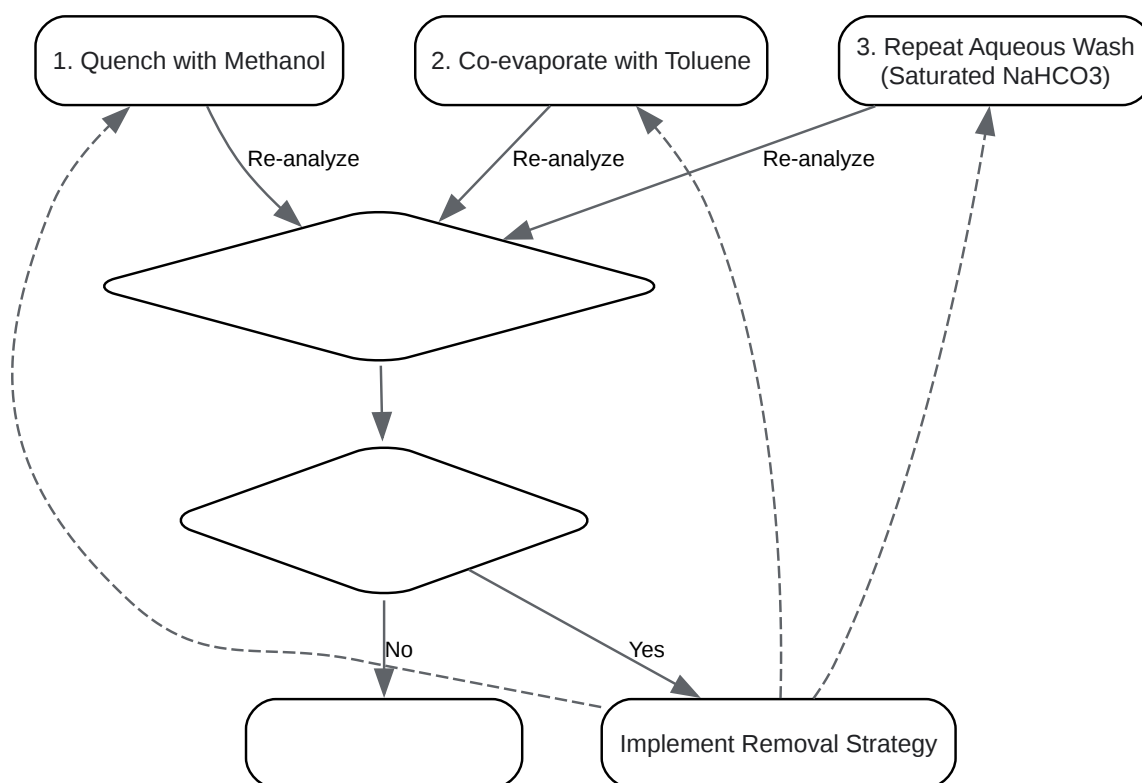 1. Quench with Methanol
2. Co-evaporate with Toluene
3. Repeat Aqueous Wash
(Saturated NaHCO3)
Re-analyze
Re-analyze
Re-analyze
No
Yes
Implement Removal Strategy